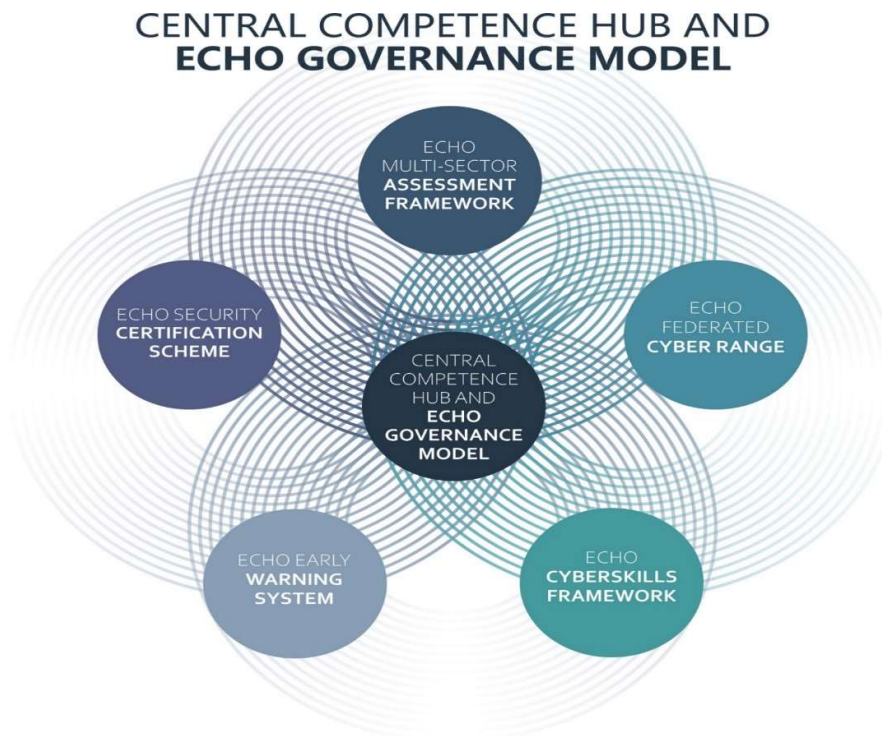 CENTRAL COMPETENCE HUB AND
ECHO GOVERNANCE MODEL
ECHO
MULTI-SECTOR
ASSESSMENT
FRAMEWORK
ECHO SECURITY
CERTIFICATION
SCHEME
ECHO
FEDERATED
CYBER RANGE
CENTRAL
COMPETENCE
HUB AND
ECHO
GOVERNANCE
MODEL
ECHO EARLY
WARNING
SYSTEM
ECHO
CYBERSKILLS
FRAMEWORK